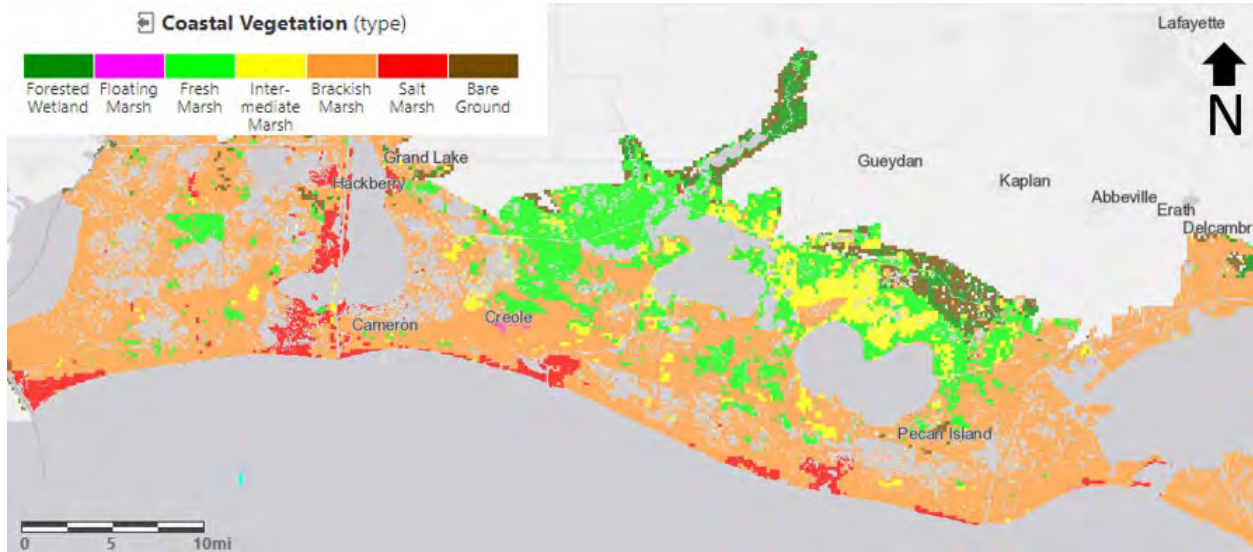 Coastal Vegetation (type)
Forested Wetland
Floating Marsh
Fresh Marsh
Inter-mediate Marsh
Brackish Marsh
Salt Marsh
Bare Ground
Lafayette
N
Grand Lake
Hackberry
Gueydan
Kaplan
Abbeville
Erath
Delcambr
Cameron
Creole
Pecan Island
0 5 10mi